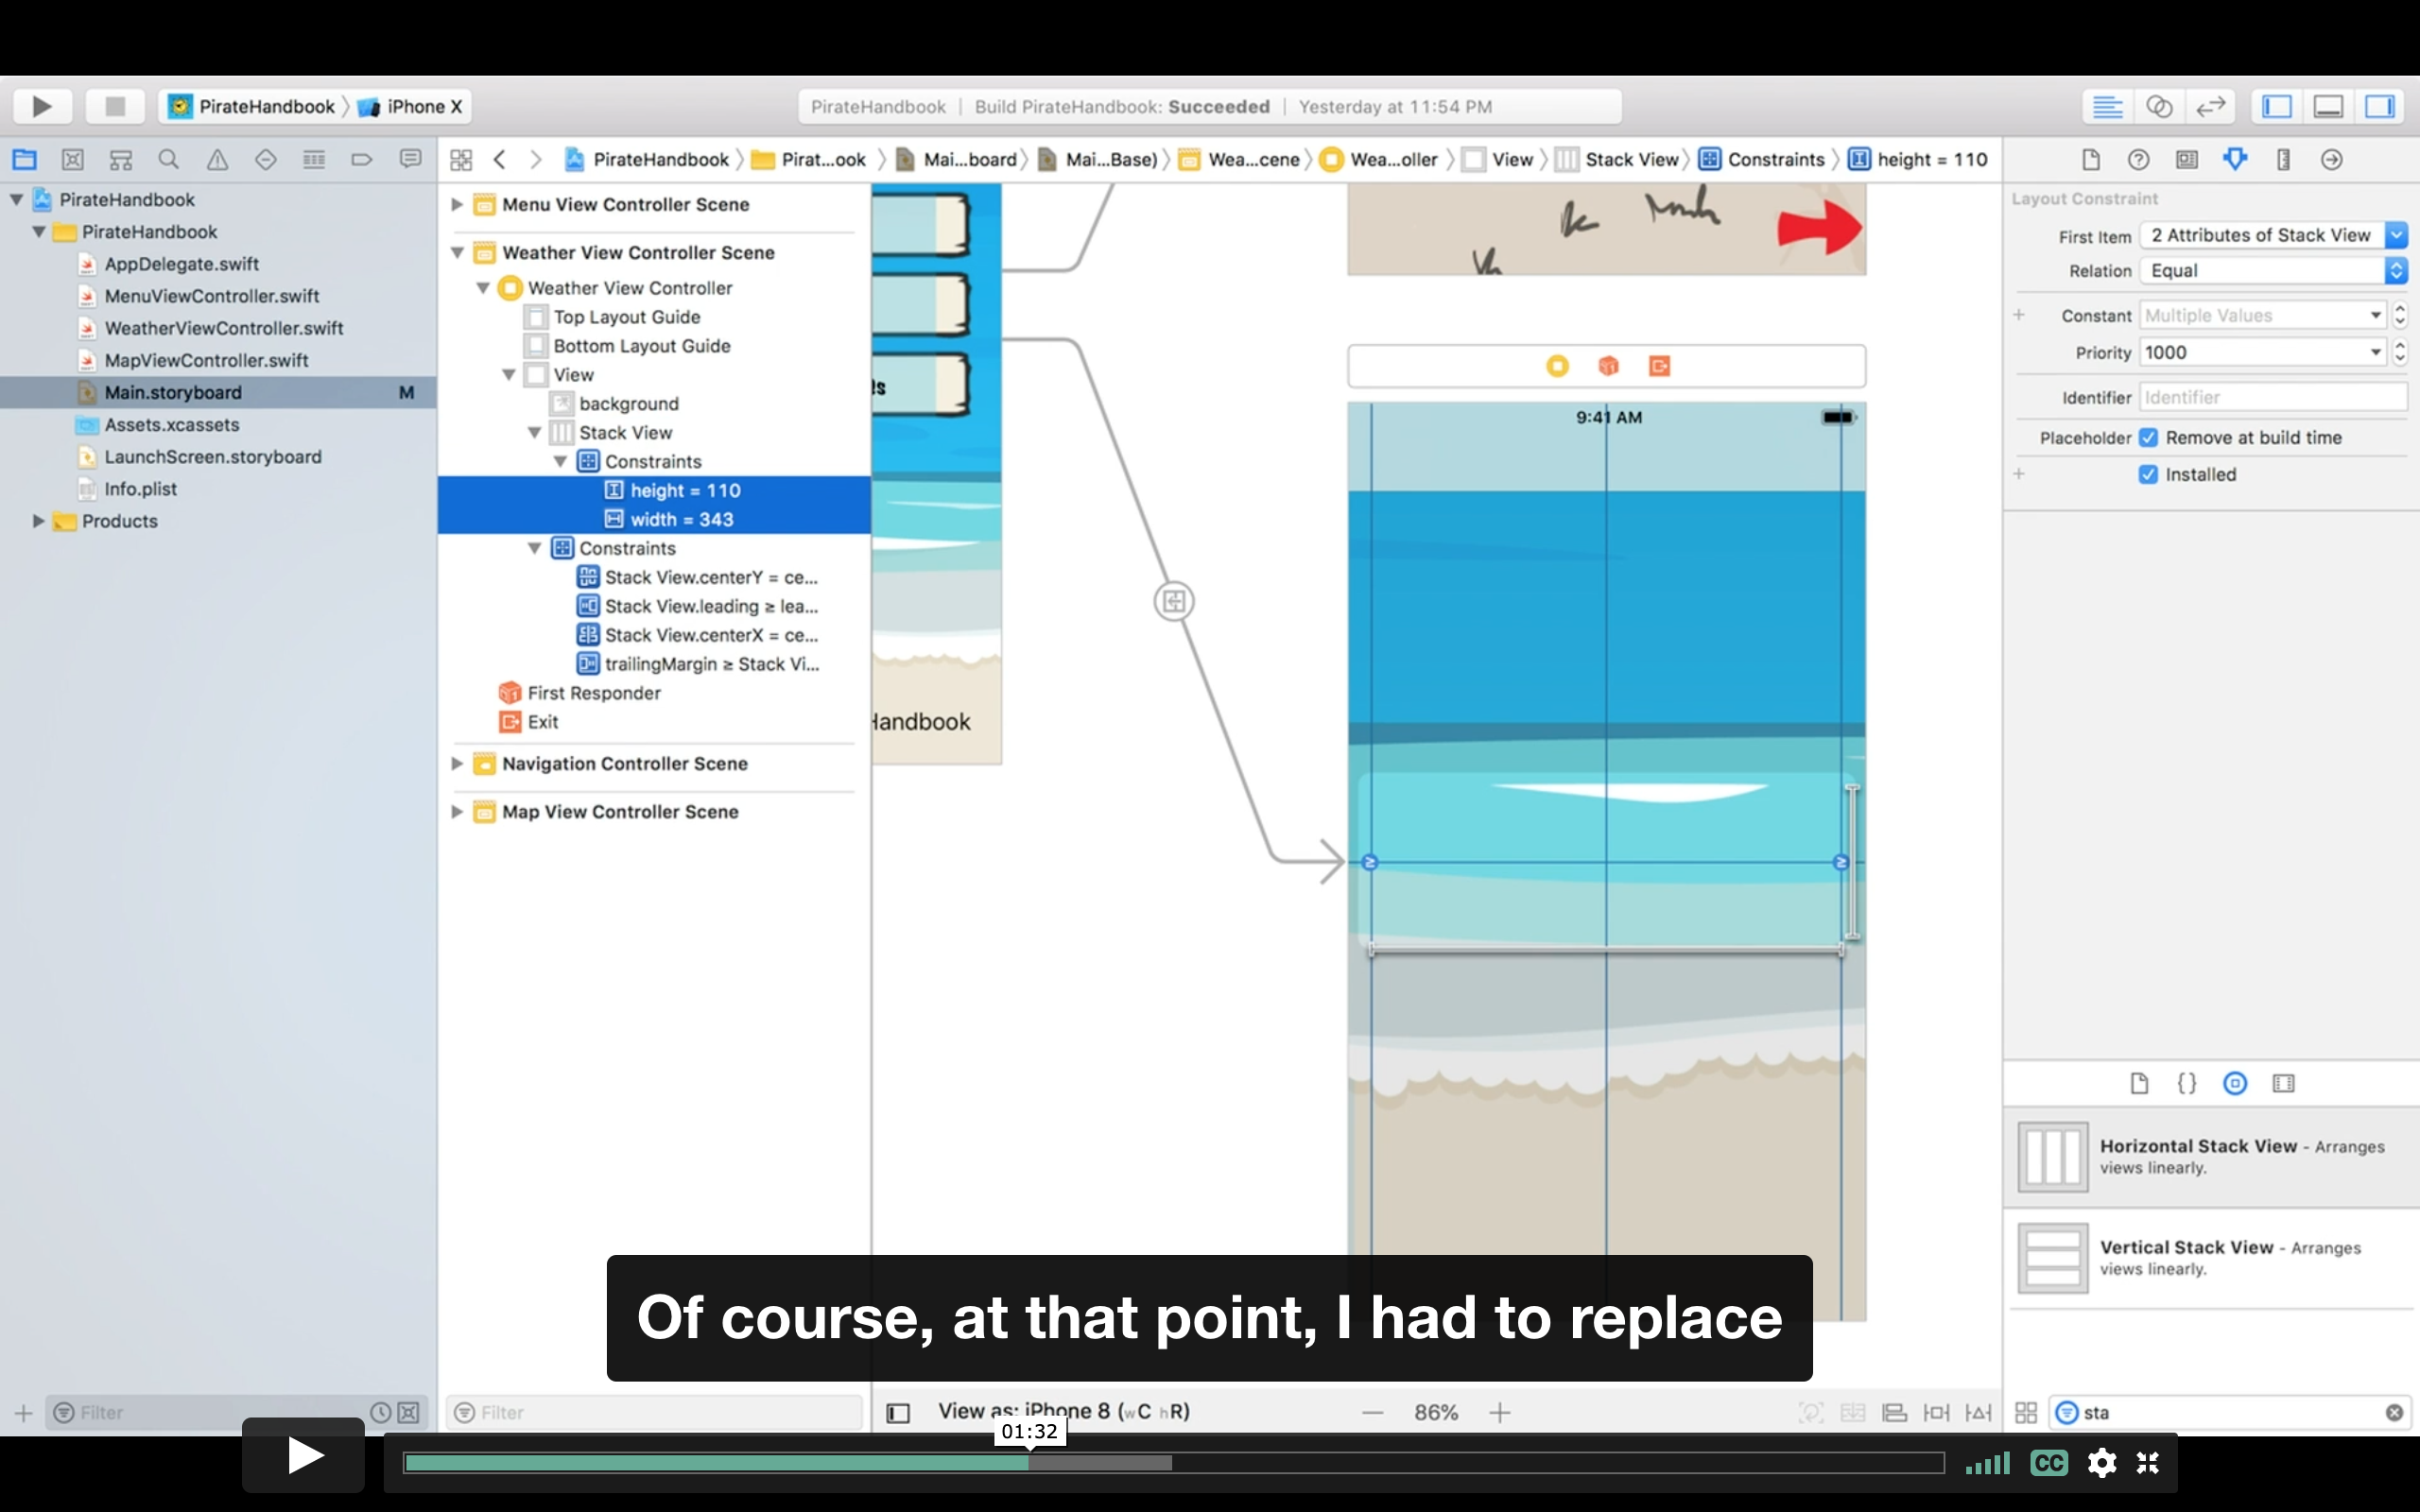 PirateHandbook
iPhone X
PirateHandbook | Build PirateHandbook: Succeeded | Yesterday at 11:54 PM
PirateHandbook
Pirat...ook
Mai...board
Mai...Base)
Wea...cene
Wea...oller
View
Stack View
Constraints
height = 110
PirateHandbook
PirateHandbook
AppDelegate.swift
MenuViewController.swift
WeatherViewController.swift
MapViewController.swift
Main.storyboard M
Assets.xcassets
LaunchScreen.storyboard
Info.plist
Products
Filter
Menu View Controller Scene
Weather View Controller Scene
Weather View Controller
Top Layout Guide
Bottom Layout Guide
View
background
Stack View
Constraints
height = 110
width = 343
Constraints
Stack View.centerY = ce...
Stack View.leading ≥ lea...
Stack View.centerX = ce...
trailingMargin ≥ Stack Vi...
First Responder
Exit
Navigation Controller Scene
Map View Controller Scene
Filter
Handbook
9:41 AM
View as: iPhone 8 (wC hR)
86%
Layout Constraint
First Item 2 Attributes of Stack View
Relation Equal
+ Constant Multiple Values
Priority 1000
Identifier Identifier
Placeholder Remove at build time
+ Installed
{}
Horizontal Stack View - Arranges
views linearly.
Vertical Stack View - Arranges
views linearly.
sta
Of course, at that point, I had to replace
01:32
CC